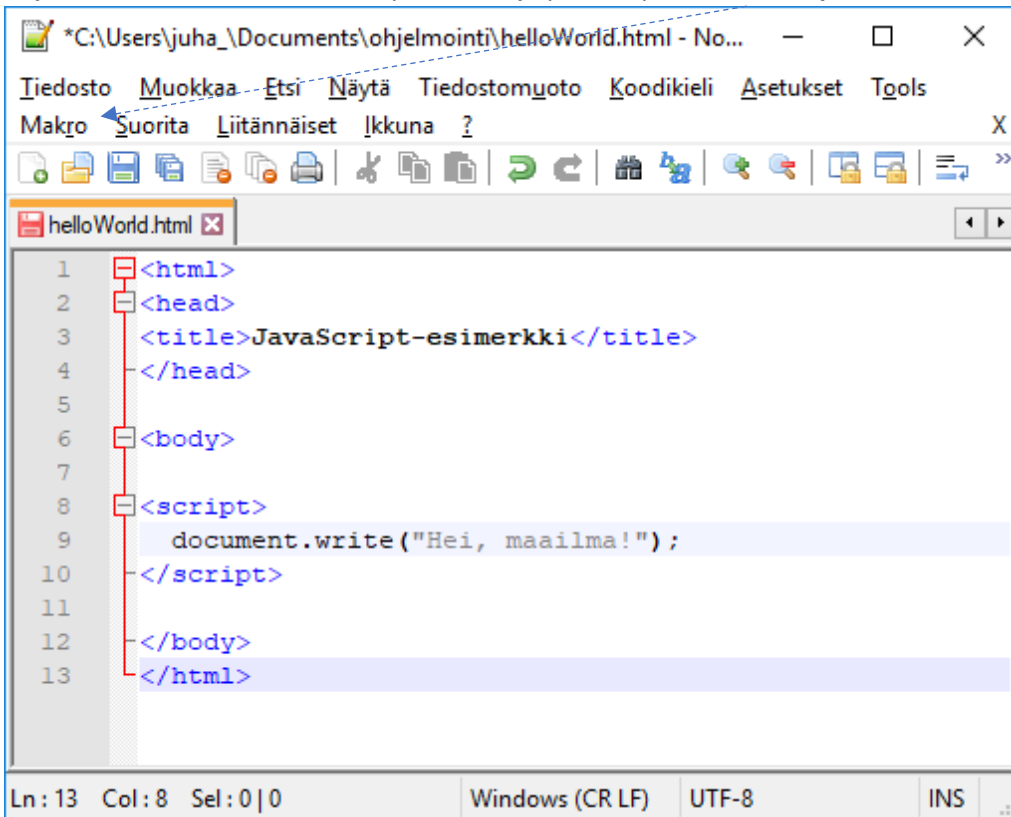 *C:\Users\juha_\Documents\ohjelmointi\helloWorld.html - No...
Tiedosto Muokkaa Etsi Näytä Tiedostomuoto Koodikieli Asetukset Tools
Makro Suorita Liitännäiset Ikkuna ? X
helloWorld.html
1 <html>
2 <head>
3 <title>JavaScript-esimerkki</title>
4 </head>
5
6 <body>
7
8 <script>
9 document.write("Hei, maailma!");
10 </script>
11
12 </body>
13 </html>
Ln : 13 Col : 8 Sel : 0 | 0 Windows (CR LF) UTF-8 INS